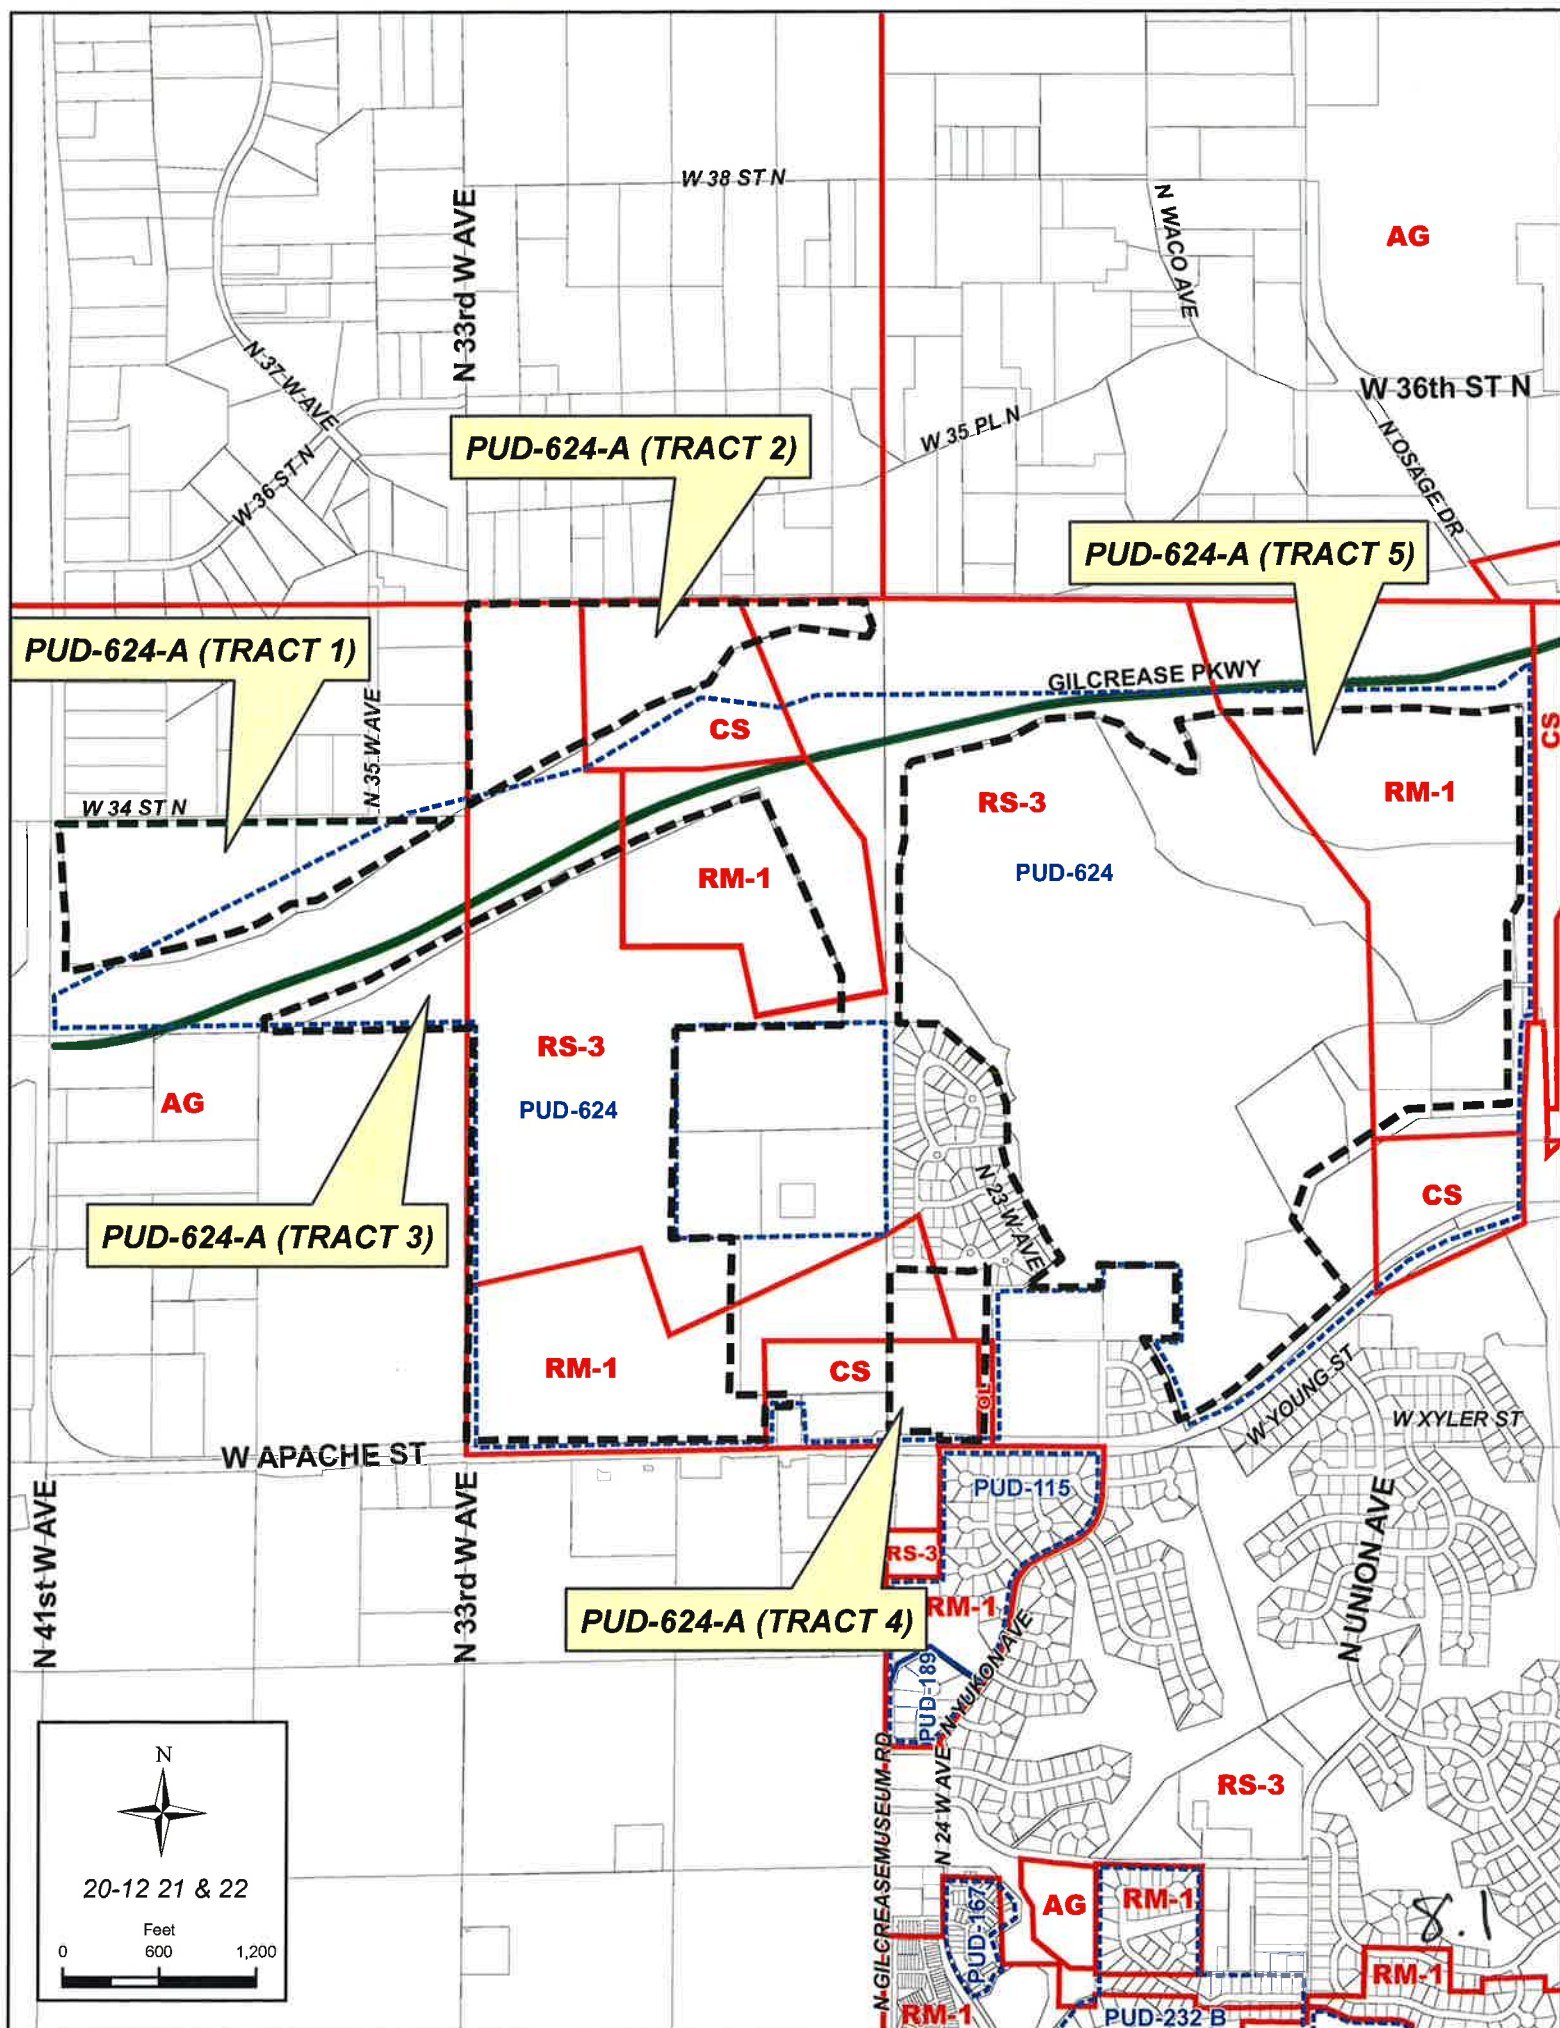 W 38 ST N
N 33rd W AVE
N WACO AVE
AG
N 37 W AVE
W 36th ST N
W 35 PL N
N OSAGE DR
W 36 ST N
PUD-624-A (TRACT 2)
PUD-624-A (TRACT 5)
PUD-624-A (TRACT 1)
GILCREASE PKWY
N 35 W AVE
CS
CS
W 34 ST N
RS-3
RM-1
PUD-624
RM-1
RS-3
PUD-624
AG
N 23 W AVE
CS
PUD-624-A (TRACT 3)
RM-1
CS
OL
W YOUNG ST
W XYLER ST
W APACHE ST
N 41st W AVE
N 33rd W AVE
PUD-115
N UNION AVE
RS-3
RM-1
PUD-624-A (TRACT 4)
PUD-189
N YUKON AVE
N GILCREASEMUSEUM RD
N 24 W AVE
RS-3
N
20-12 21 & 22
Feet
0 600 1,200
PUD-167
AG
RM-1
8.1
RM-1
RM-1
PUD-232 B